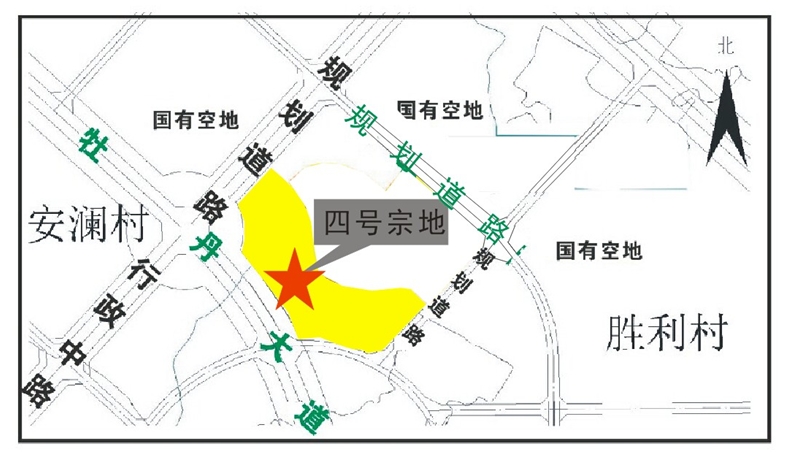 北
规划道路
国有空地
国有空地
规划道路
牡丹大道
安澜村
四号宗地
国有空地
规划道路
行政中路
胜利村